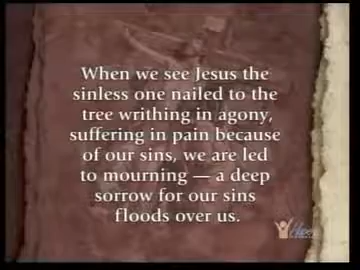 When we see Jesus the
sinless one nailed to the
tree writhing in agony,
suffering in pain because
of our sins, we are led
to mourning — a deep
sorrow for our sins
floods over us.